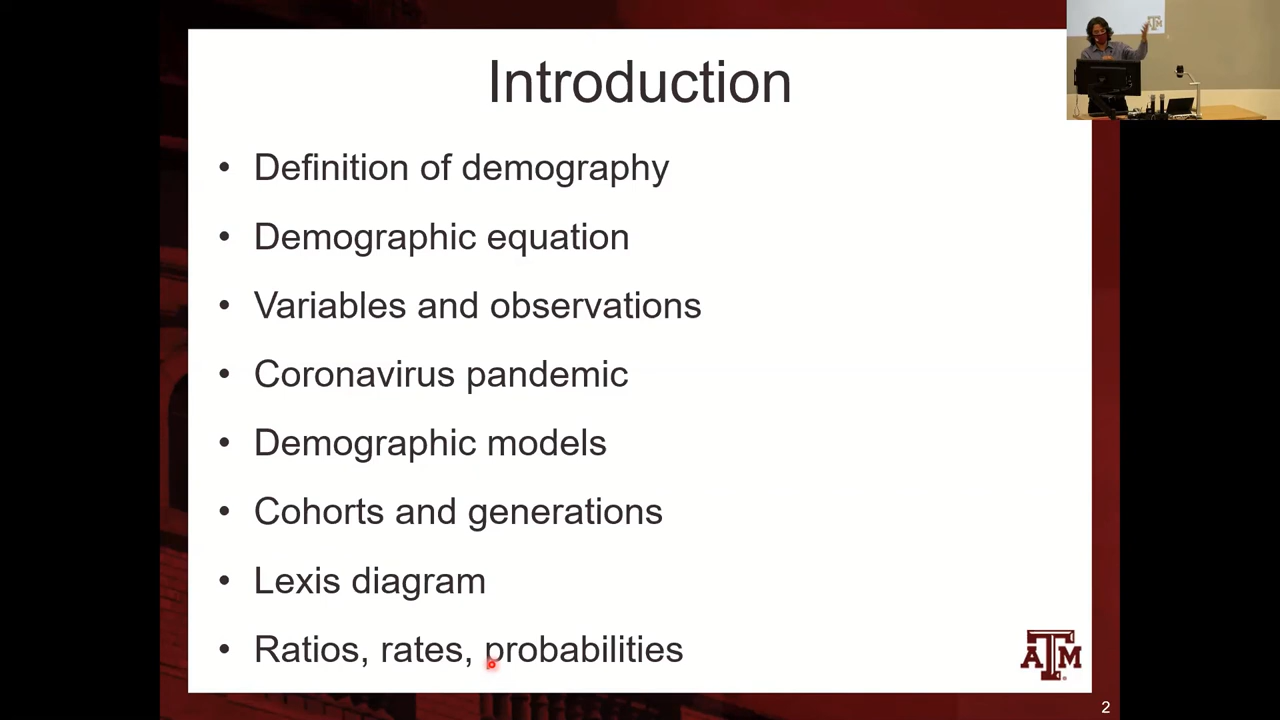 Introduction
• Definition of demography
• Demographic equation
• Variables and observations
• Coronavirus pandemic
• Demographic models
• Cohorts and generations
• Lexis diagram
• Ratios, rates, probabilities
ATM
2